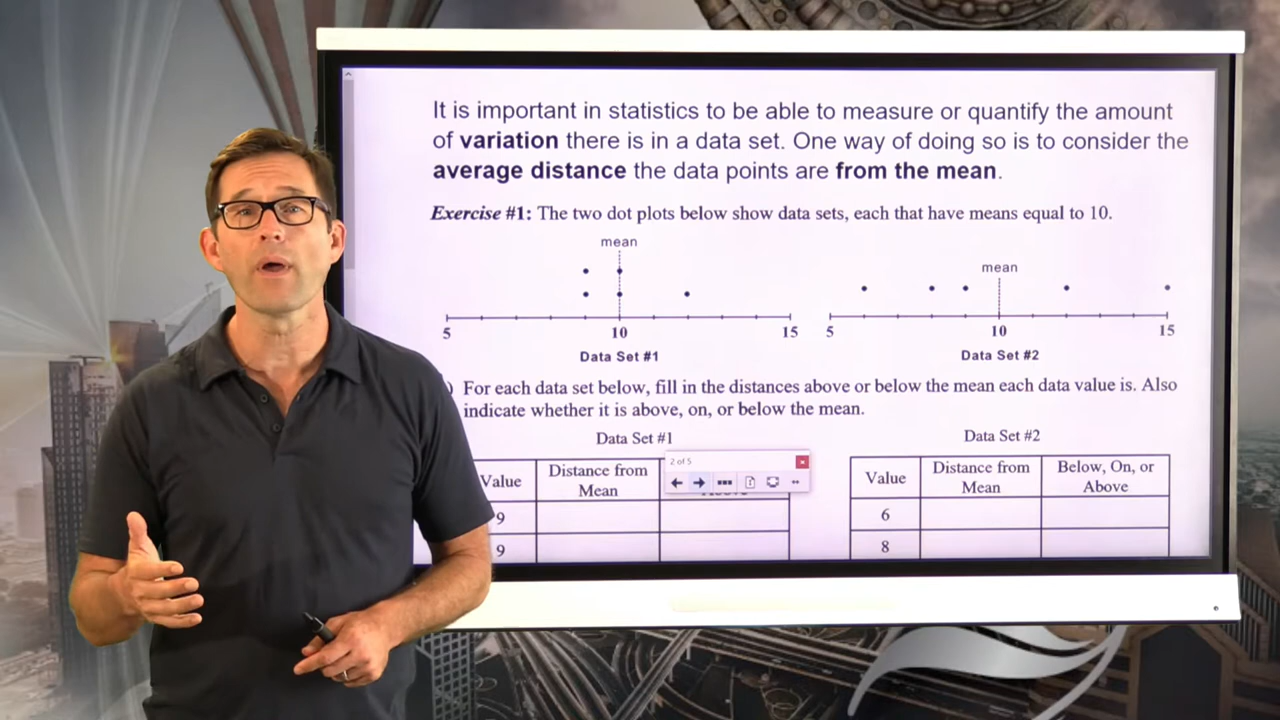 It is important in statistics to be able to measure or quantify the amount
of variation there is in a data set. One way of doing so is to consider the
average distance the data points are from the mean.
Exercise #1: The two dot plots below show data sets, each that have means equal to 10.
mean
5 10 15
Data Set #1
mean
5 10 15
Data Set #2
) For each data set below, fill in the distances above or below the mean each data value is. Also
indicate whether it is above, on, or below the mean.
Data Set #1
Value
Distance from
Mean
9
9
2 of 5
Data Set #2
Value
Distance from
Mean
Below, On, or
Above
6
8